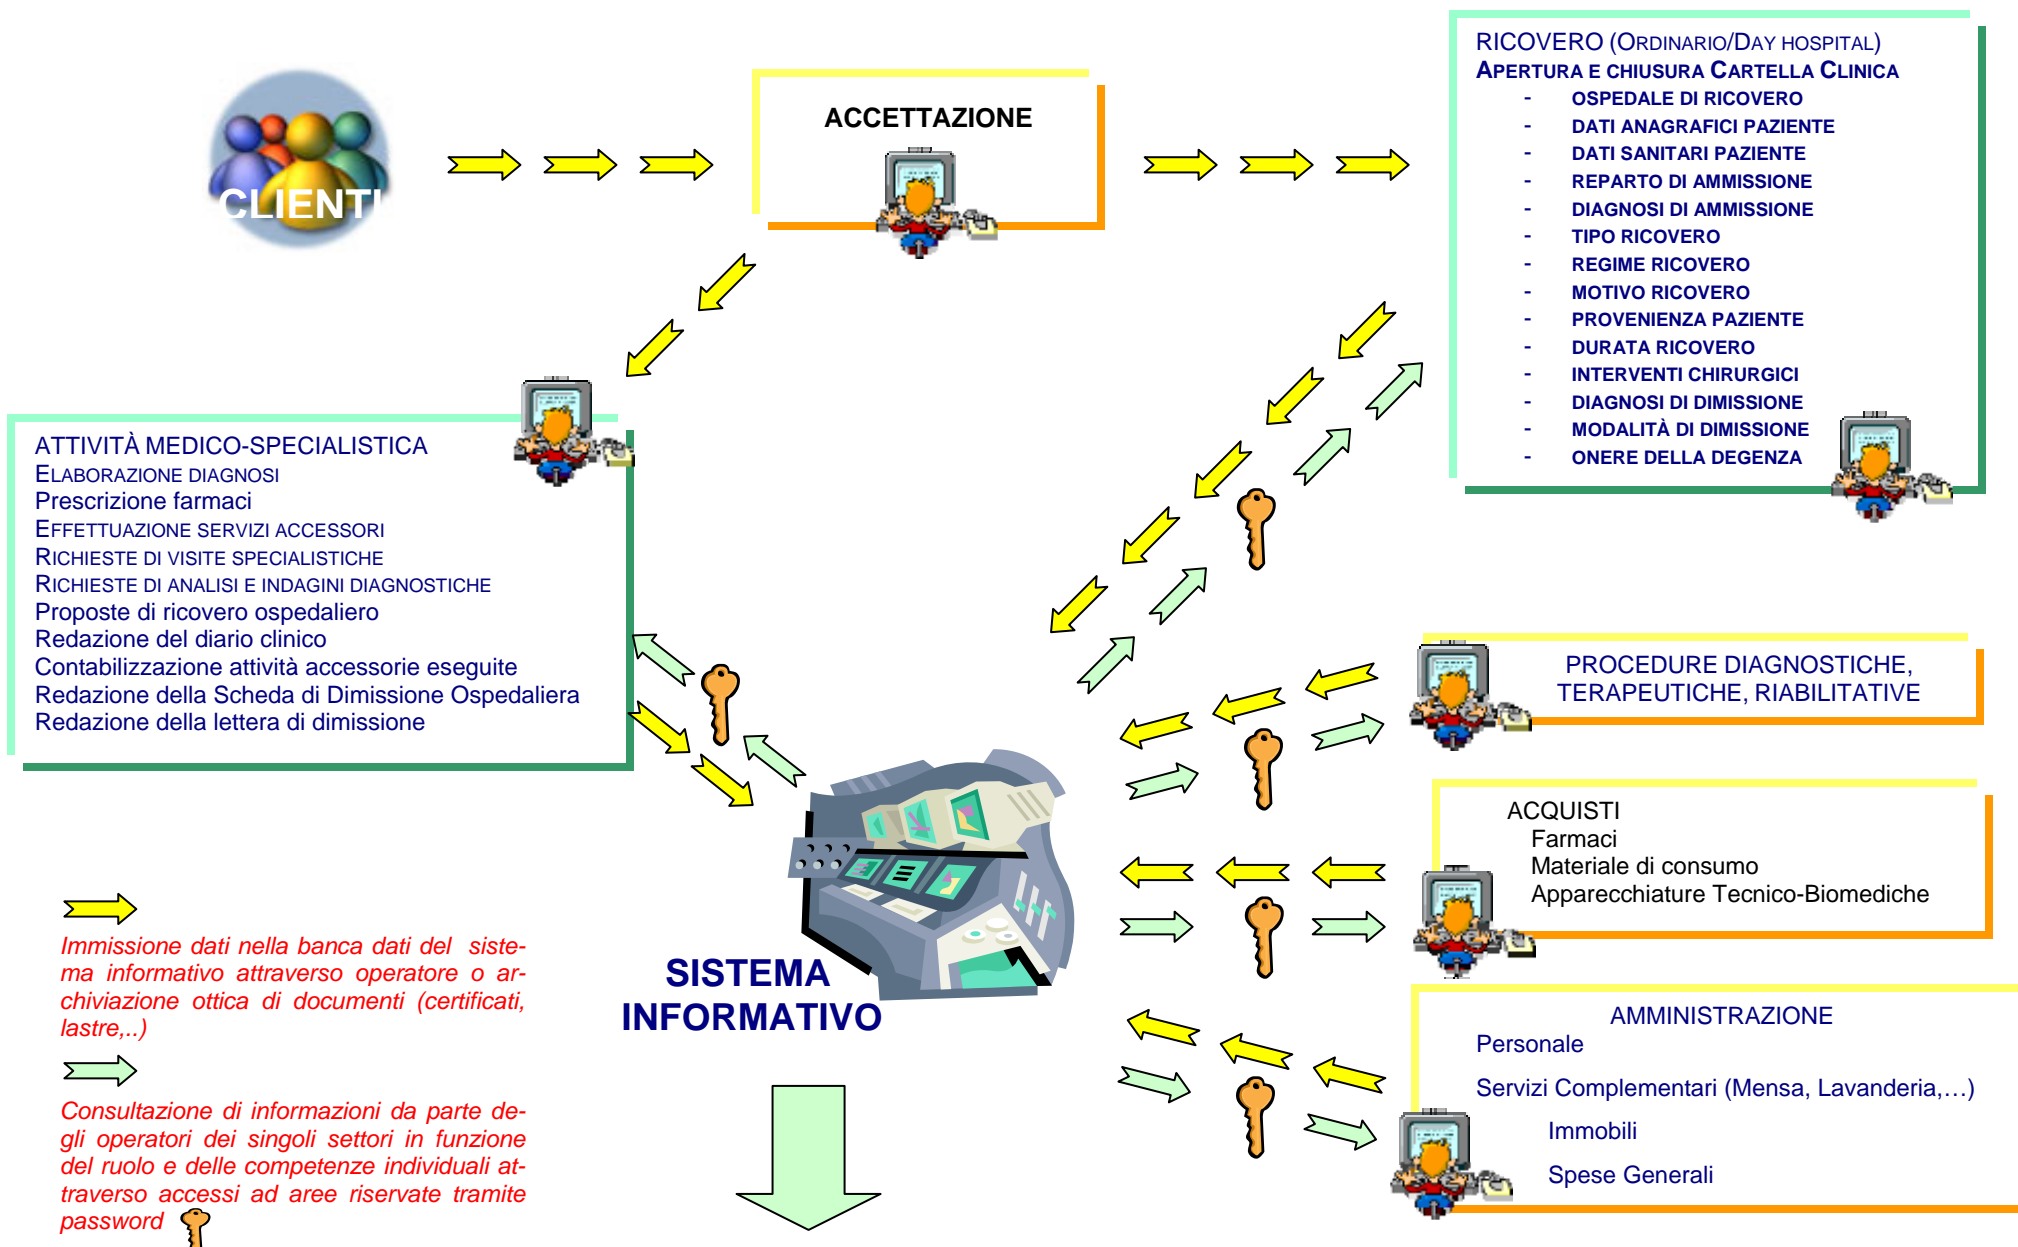 CLIENTI
ACCETTAZIONE
RICOVERO (ORDINARIO/DAY HOSPITAL)
APERTURA E CHIUSURA CARTELLA CLINICA
- OSPEDALE DI RICOVERO
- DATI ANAGRAFICI PAZIENTE
- DATI SANITARI PAZIENTE
- REPARTO DI AMMISSIONE
- DIAGNOSI DI AMMISSIONE
- TIPO RICOVERO
- REGIME RICOVERO
- MOTIVO RICOVERO
- PROVENIENZA PAZIENTE
- DURATA RICOVERO
- INTERVENTI CHIRURGICI
- DIAGNOSI DI DIMISSIONE
- MODALITÀ DI DIMISSIONE
- ONERE DELLA DEGENZA
ATTIVITÀ MEDICO-SPECIALISTICA
ELABORAZIONE DIAGNOSI
Prescrizione farmaci
EFFETTUAZIONE SERVIZI ACCESSORI
RICHIESTE DI VISITE SPECIALISTICHE
RICHIESTE DI ANALISI E INDAGINI DIAGNOSTICHE
Proposte di ricovero ospedaliero
Redazione del diario clinico
Contabilizzazione attività accessorie eseguite
Redazione della Scheda di Dimissione Ospedaliera
Redazione della lettera di dimissione
PROCEDURE DIAGNOSTICHE,
TERAPEUTICHE, RIABILITATIVE
ACQUISTI
Farmaci
Materiale di consumo
Apparecchiature Tecnico-Biomediche
SISTEMA
INFORMATIVO
AMMINISTRAZIONE
Personale
Servizi Complementari (Mensa, Lavanderia,…)
Immobili
Spese Generali
Immissione dati nella banca dati del siste-
ma informativo attraverso operatore o ar-
chiviazione ottica di documenti (certificati,
lastre,..)
Consultazione di informazioni da parte de-
gli operatori dei singoli settori in funzione
del ruolo e delle competenze individuali at-
traverso accessi ad aree riservate tramite
password